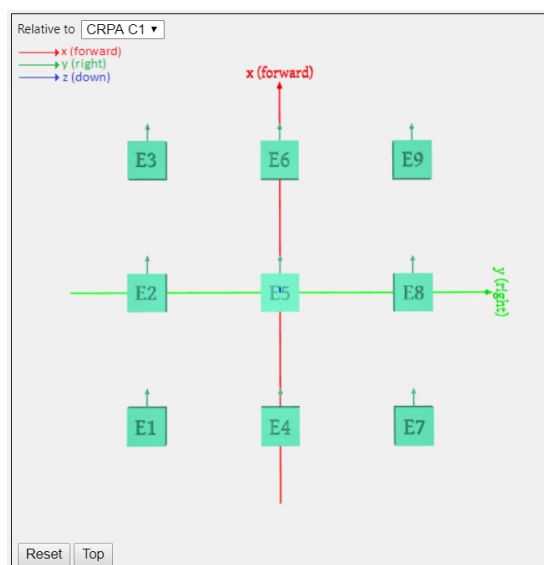 Relative to CRPA C1
x (forward)
y (right)
z (down)
x (forward)
E3 E6 E9
E2 E5 E8
y (right)
E1 E4 E7
Reset Top